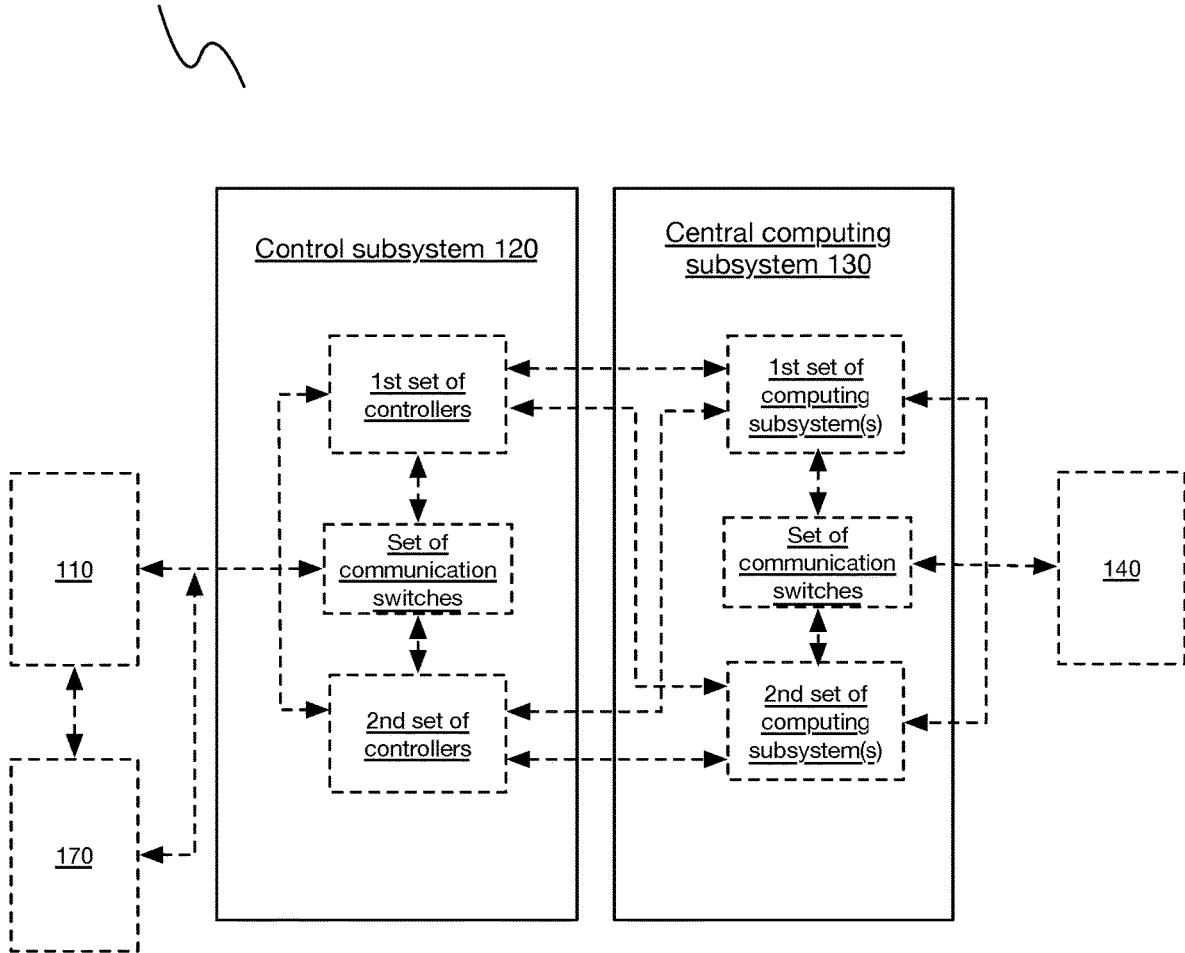 Control subsystem 120
Central computing
subsystem 130
1st set of
controllers
1st set of
computing
subsystem(s)
110
Set of
communication
switches
Set of
communication
switches
140
2nd set of
controllers
2nd set of
computing
subsystem(s)
170